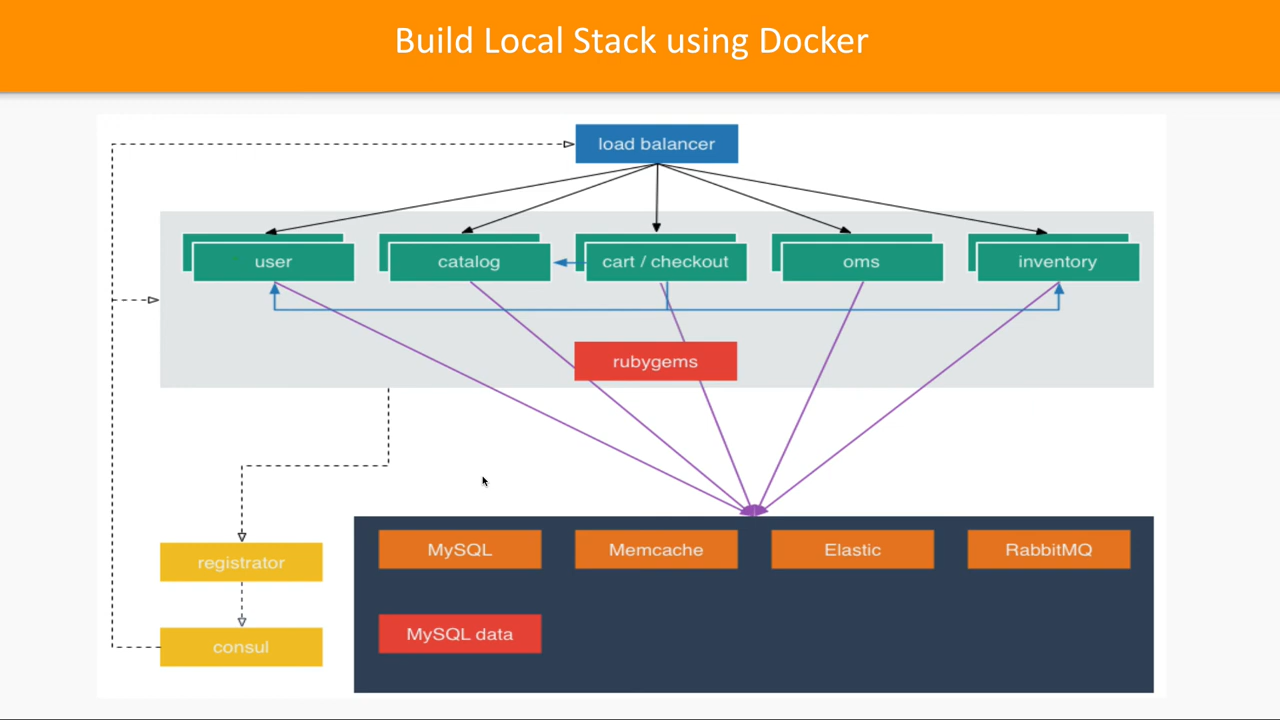 Build Local Stack using Docker
load balancer
user
catalog
cart / checkout
oms
inventory
rubygems
registrator
consul
MySQL
Memcache
Elastic
RabbitMQ
MySQL data